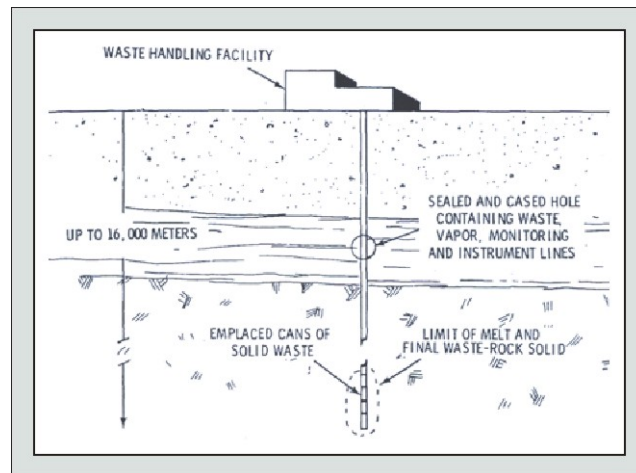 WASTE HANDLING FACILITY
SEALED AND CASED HOLE
CONTAINING WASTE,
VAPOR, MONITORING
AND INSTRUMENT LINES
UP TO 16,000 METERS
EMPLACED CANS OF
SOLID WASTE
LIMIT OF MELT AND
FINAL WASTE-ROCK SOLID